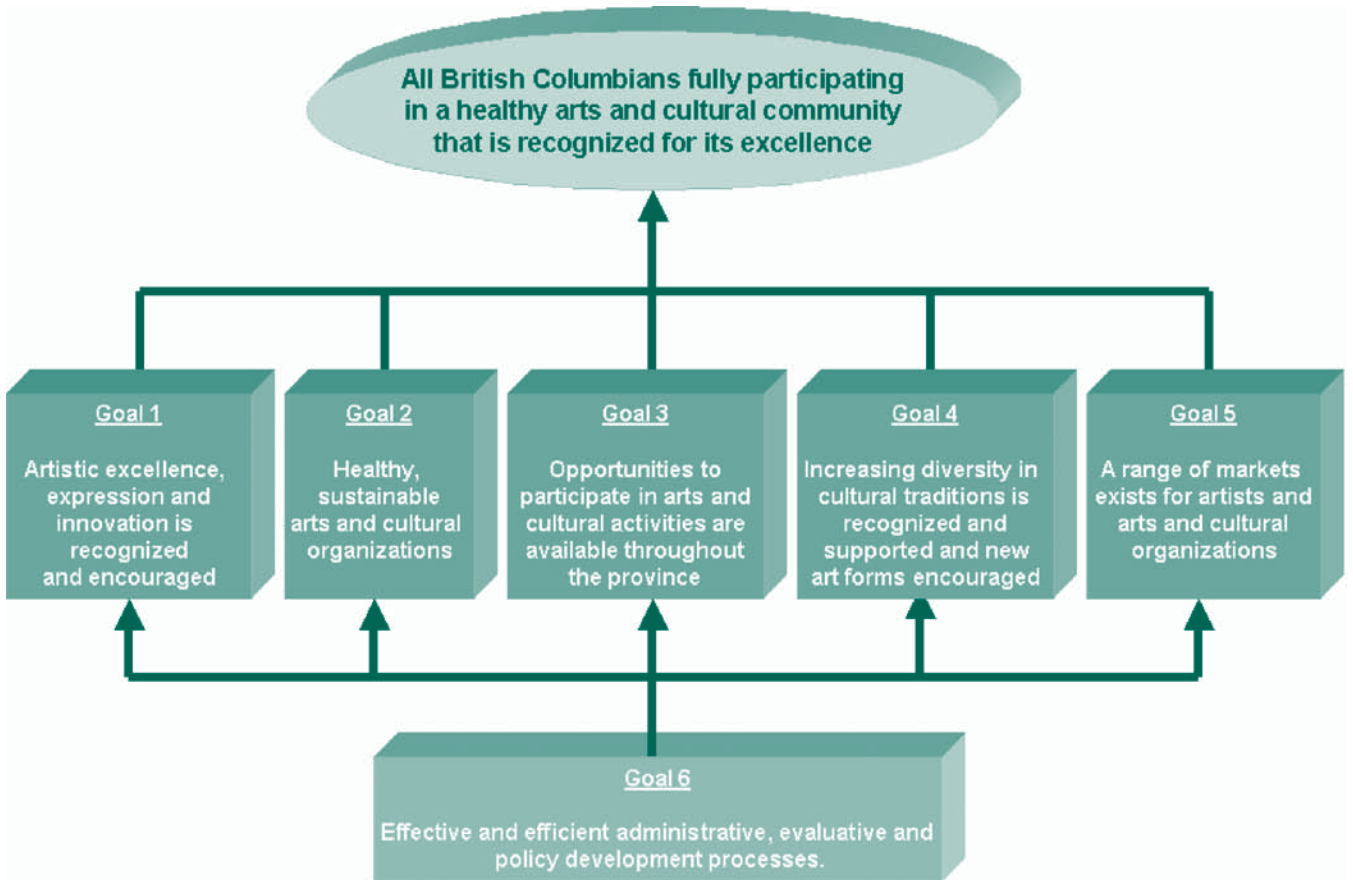 All British Columbians fully participating
in a healthy arts and cultural community
that is recognized for its excellence
Goal 1
Artistic excellence,
expression and
innovation is
recognized
and encouraged
Goal 2
Healthy,
sustainable
arts and cultural
organizations
Goal 3
Opportunities to
participate in arts and
cultural activities are
available throughout
the province
Goal 4
Increasing diversity in
cultural traditions is
recognized and
supported and new
art forms encouraged
Goal 5
A range of markets
exists for artists and
arts and cultural
organizations
Goal 6
Effective and efficient administrative, evaluative and
policy development processes.